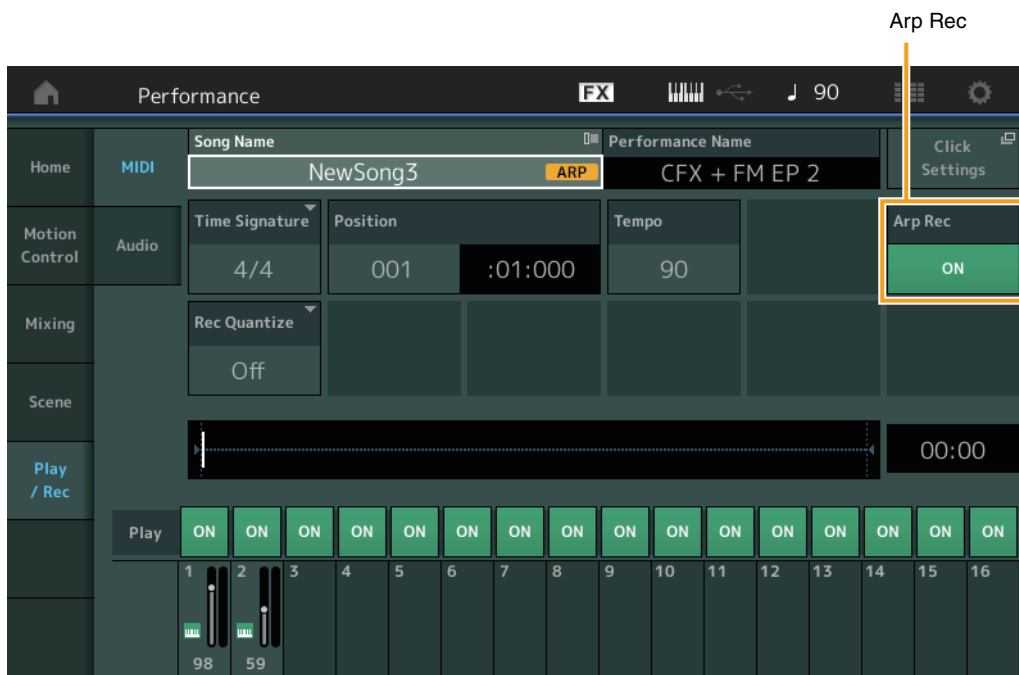 Arp Rec
Performance FX 90
Home
MIDI
Song Name
NewSong3 ARP
Performance Name
CFX + FM EP 2
Click
Settings
Motion
Control
Audio
Time Signature
4/4
Position
001 :01:000
Tempo
90
Arp Rec
ON
Mixing
Rec Quantize
Off
Scene
Play
/ Rec
00:00
Play ON ON ON ON ON ON ON ON ON ON ON ON ON ON ON ON
1 2 3 4 5 6 7 8 9 10 11 12 13 14 15 16
98 59